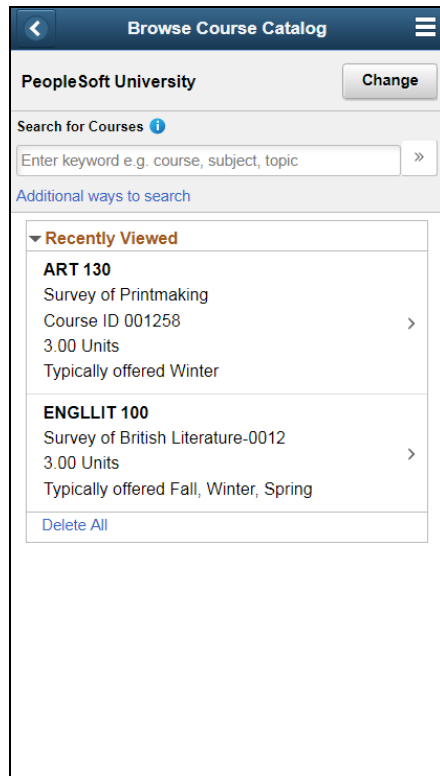 Browse Course Catalog
PeopleSoft University
Change
Search for Courses
Enter keyword e.g. course, subject, topic
Additional ways to search
Recently Viewed
ART 130
Survey of Printmaking
Course ID 001258
3.00 Units
Typically offered Winter
ENGLLIT 100
Survey of British Literature-0012
3.00 Units
Typically offered Fall, Winter, Spring
Delete All